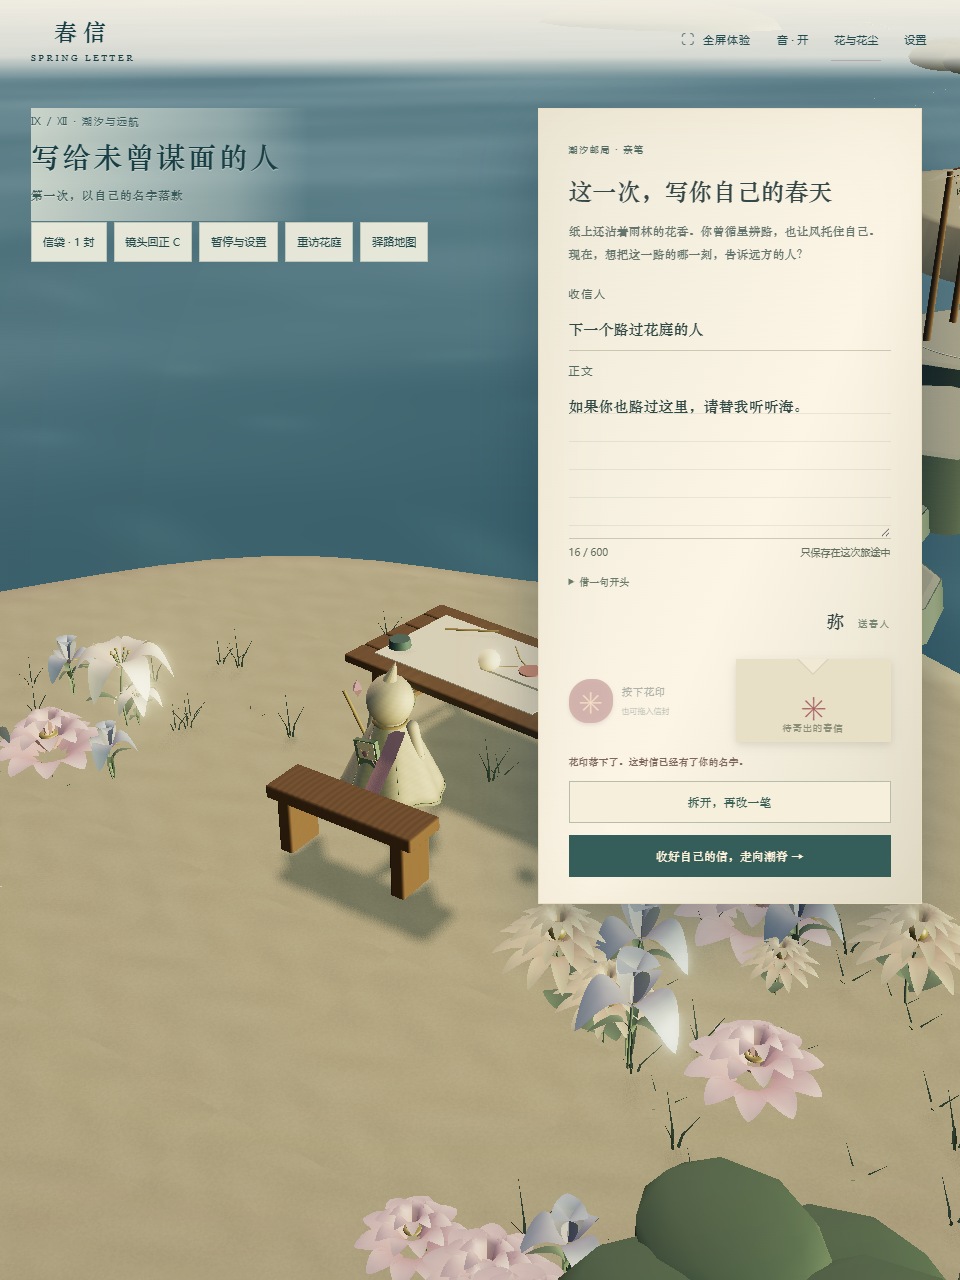 春信
SPRING LETTER
全屏体验
音·开
花与花尘
设置
Ⅸ / Ⅻ · 潮汐与远航
写给未曾谋面的人
第一次，以自己的名字落款
信袋 · 1 封
镜头回正 C
暂停与设置
重访花庭
驿路地图
潮汐邮局 · 亲笔
这一次，写你自己的春天
纸上还沾着雨林的花香。你曾循星辨路，也让风托住自己。
现在，想把这一路的哪一刻，告诉远方的人？
收信人
下一个路过花庭的人
正文
如果你也路过这里，请替我听听海。
16 / 600
只保存在这次旅途中
▶ 借一句开头
弥 送春人
按下花印
也可拖入信封
待寄出的春信
花印落下了。这封信已经有了你的名字。
拆开，再改一笔
收好自己的信，走向潮脊 →